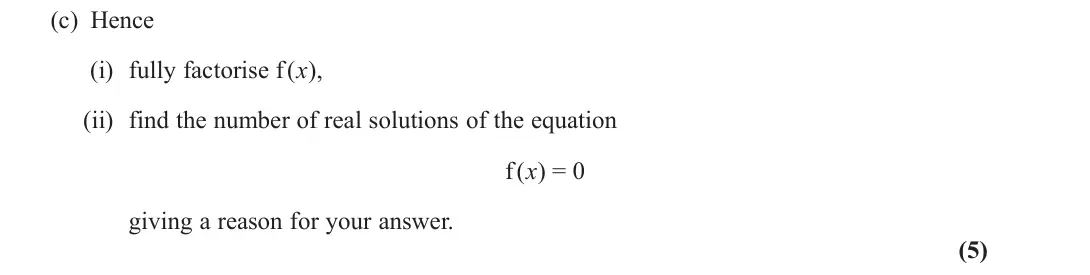 (c) Hence
(i) fully factorise f(x),
(ii) find the number of real solutions of the equation
f(x) = 0
giving a reason for your answer.
(5)